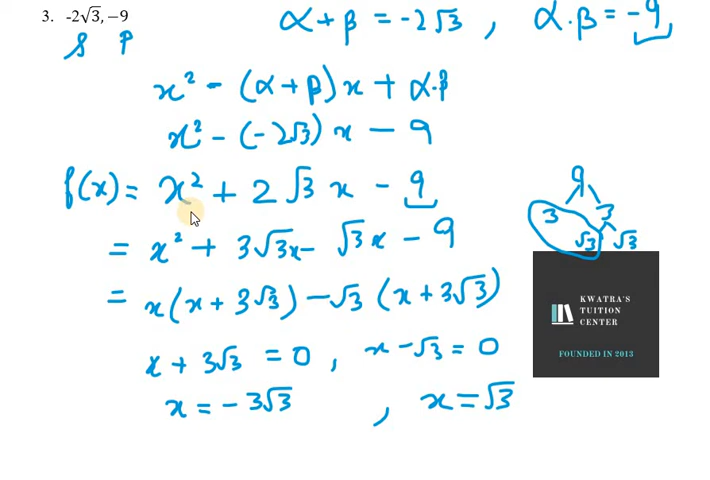 3. -2√3, −9
α + β = -2√3 , α.β = -9
S P
x² - (α + β)x + α.β
x² - (-2√3) x - 9
f(x) = x² + 2√3 x - 9
9
3 3
√3 √3
= x² + 3√3x - √3x - 9
= x(x + 3√3) - √3 (x + 3√3)
x + 3√3 = 0 , x - √3 = 0
x = -3√3 , x = √3
KWATRA'S
TUITION
CENTER
FOUNDED IN 2013